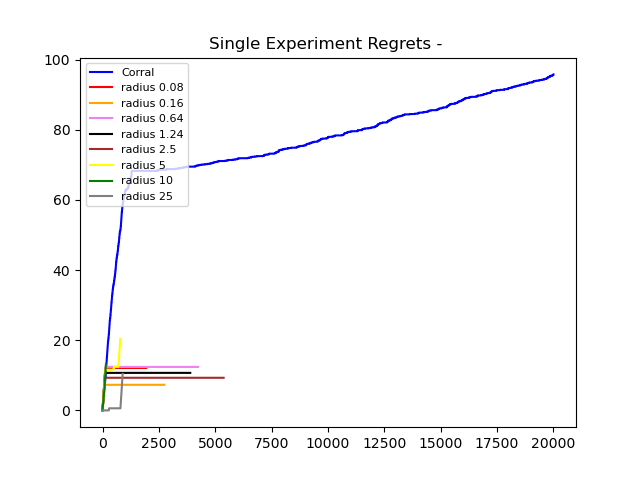 Single Experiment Regrets -
100
80
60
40
20
0
Corral
radius 0.08
radius 0.16
radius 0.64
radius 1.24
radius 2.5
radius 5
radius 10
radius 25
0 2500 5000 7500 10000 12500 15000 17500 20000